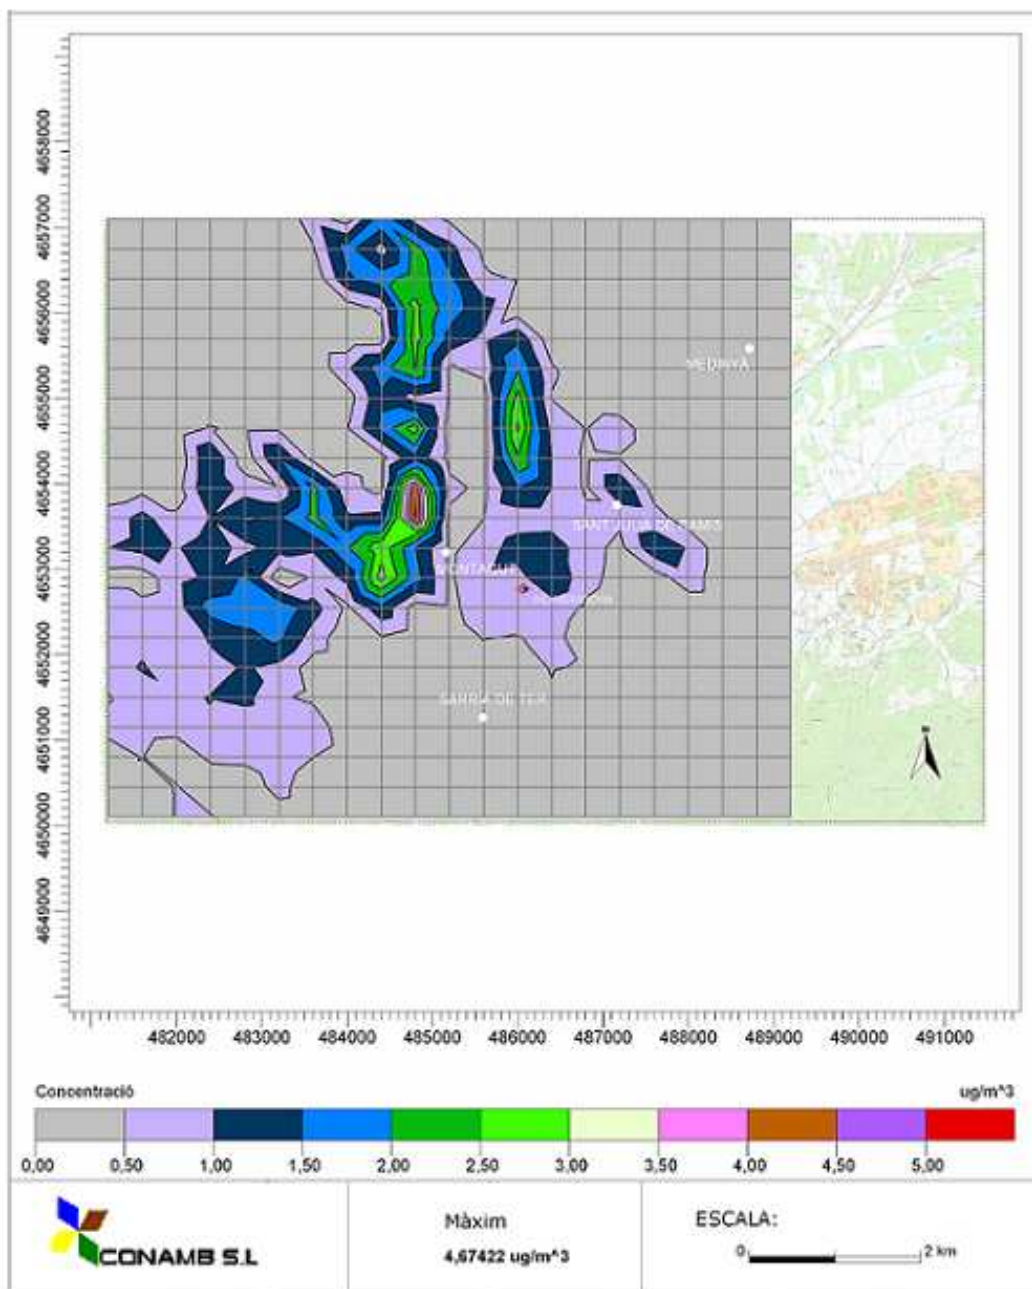 4658000
4657000
4656000
4655000
4654000
4653000
4652000
4651000
4650000
4649000
MEDINYÀ
SANT JULIÀ DE RAMIS
MONTAGUT
SARRIÀ DE TER
482000 483000 484000 485000 486000 487000 488000 489000 490000 491000
Concentració ug/m^3
0,00 0,50 1,00 1,50 2,00 2,50 3,00 3,50 4,00 4,50 5,00
CONAMB S.L
Màxim
4,67422 ug/m^3
ESCALA:
0 2 km